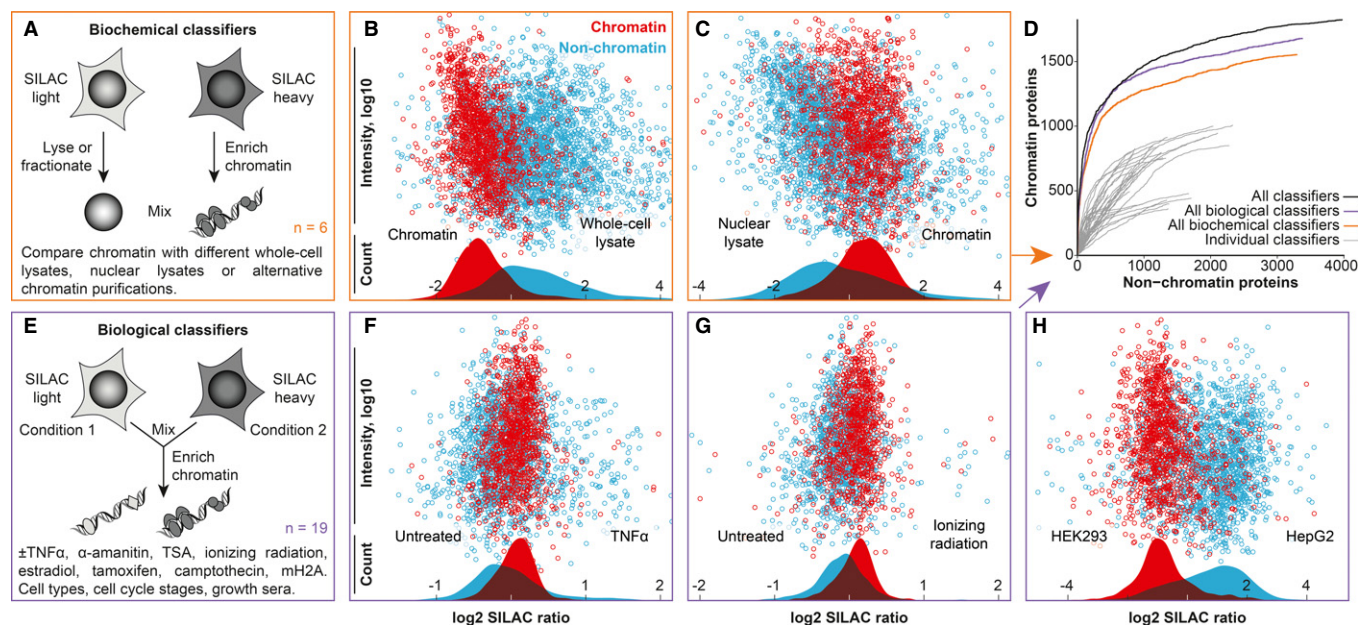 A
Biochemical classifiers
SILAC
light
SILAC
heavy
Lyse or
fractionate
Enrich
chromatin
Mix
n = 6
Compare chromatin with different whole-cell
lysates, nuclear lysates or alternative
chromatin purifications.
B
Chromatin
Non-chromatin
Intensity, log10
Chromatin
Whole-cell
lysate
Count
-2 2 4
C
Nuclear
lysate
Chromatin
-4 -2 2 4
D
Chromatin proteins
1500
1000
500
0
All classifiers
All biological classifiers
All biochemical classifiers
Individual classifiers
0 1000 2000 3000 4000
Non-chromatin proteins
E
Biological classifiers
SILAC
light
SILAC
heavy
Condition 1
Mix
Condition 2
Enrich
chromatin
n = 19
±TNFα, α-amanitin, TSA, ionizing radiation,
estradiol, tamoxifen, camptothecin, mH2A.
Cell types, cell cycle stages, growth sera.
F
Intensity, log10
Untreated
TNFα
Count
-1 1 2
log2 SILAC ratio
G
Untreated
Ionizing
radiation
-2 -1 1 2
log2 SILAC ratio
H
HEK293
HepG2
-4 2 4
log2 SILAC ratio